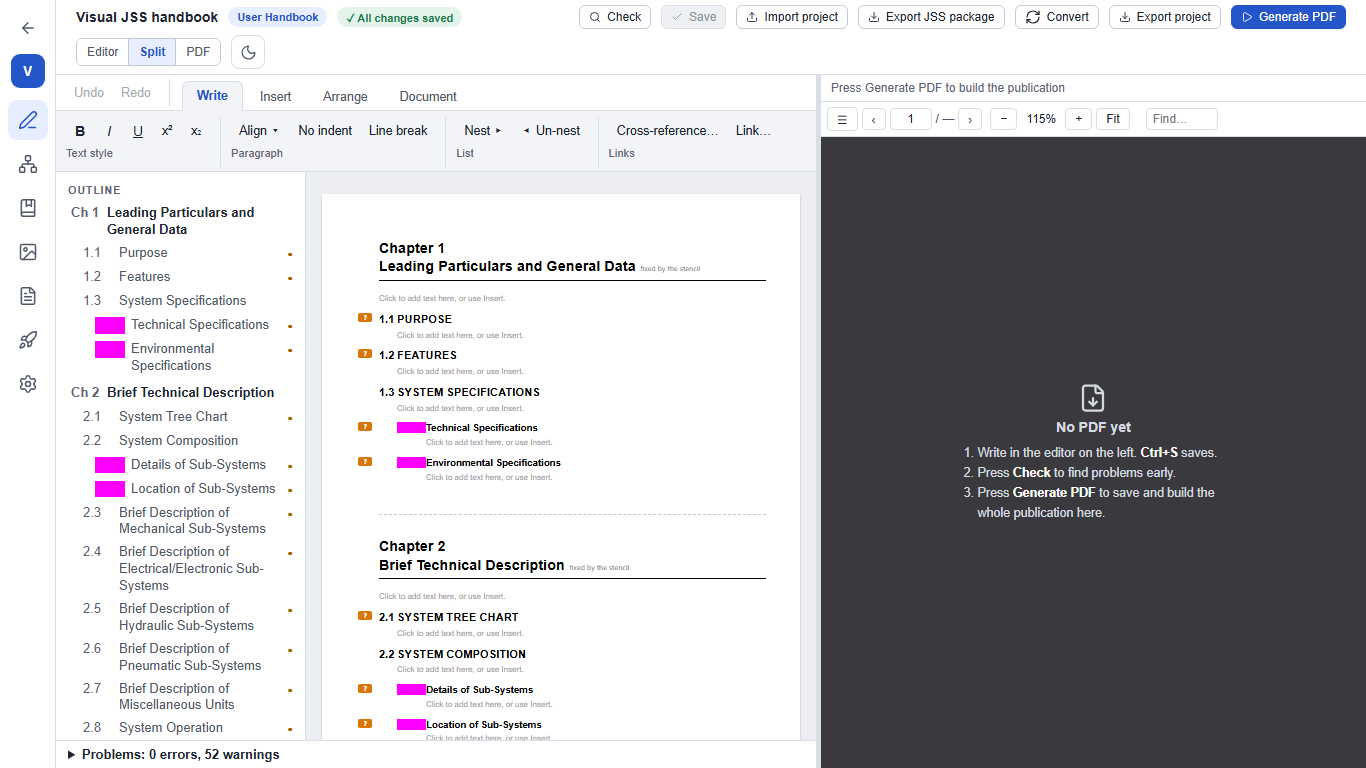 Visual JSS handbook
User Handbook
✓ All changes saved
Check
Save
Import project
Export JSS package
Convert
Export project
Generate PDF
Editor
Split
PDF
V
Undo
Redo
Write
Insert
Arrange
Document
B
I
U
x²
x₂
Align
No indent
Line break
Nest
Un-nest
Cross-reference...
Link...
Text style
Paragraph
List
Links
OUTLINE
Ch 1 Leading Particulars and
General Data
1.1 Purpose
1.2 Features
1.3 System Specifications
Technical Specifications
Environmental
Specifications
Ch 2 Brief Technical Description
2.1 System Tree Chart
2.2 System Composition
Details of Sub-Systems
Location of Sub-Systems
2.3 Brief Description of
Mechanical Sub-Systems
2.4 Brief Description of
Electrical/Electronic Sub-
Systems
2.5 Brief Description of
Hydraulic Sub-Systems
2.6 Brief Description of
Pneumatic Sub-Systems
2.7 Brief Description of
Miscellaneous Units
2.8 System Operation
Chapter 1
Leading Particulars and General Data fixed by the stencil
Click to add text here, or use Insert.
? 1.1 PURPOSE
Click to add text here, or use Insert.
? 1.2 FEATURES
Click to add text here, or use Insert.
1.3 SYSTEM SPECIFICATIONS
Click to add text here, or use Insert.
? Technical Specifications
Click to add text here, or use Insert.
? Environmental Specifications
Click to add text here, or use Insert.
Chapter 2
Brief Technical Description fixed by the stencil
Click to add text here, or use Insert.
? 2.1 SYSTEM TREE CHART
Click to add text here, or use Insert.
2.2 SYSTEM COMPOSITION
Click to add text here, or use Insert.
? Details of Sub-Systems
Click to add text here, or use Insert.
? Location of Sub-Systems
Click to add text here, or use Insert.
Press Generate PDF to build the publication
1 / —
115%
Fit
Find...
No PDF yet
1. Write in the editor on the left. Ctrl+S saves.
2. Press Check to find problems early.
3. Press Generate PDF to save and build the
whole publication here.
Problems: 0 errors, 52 warnings